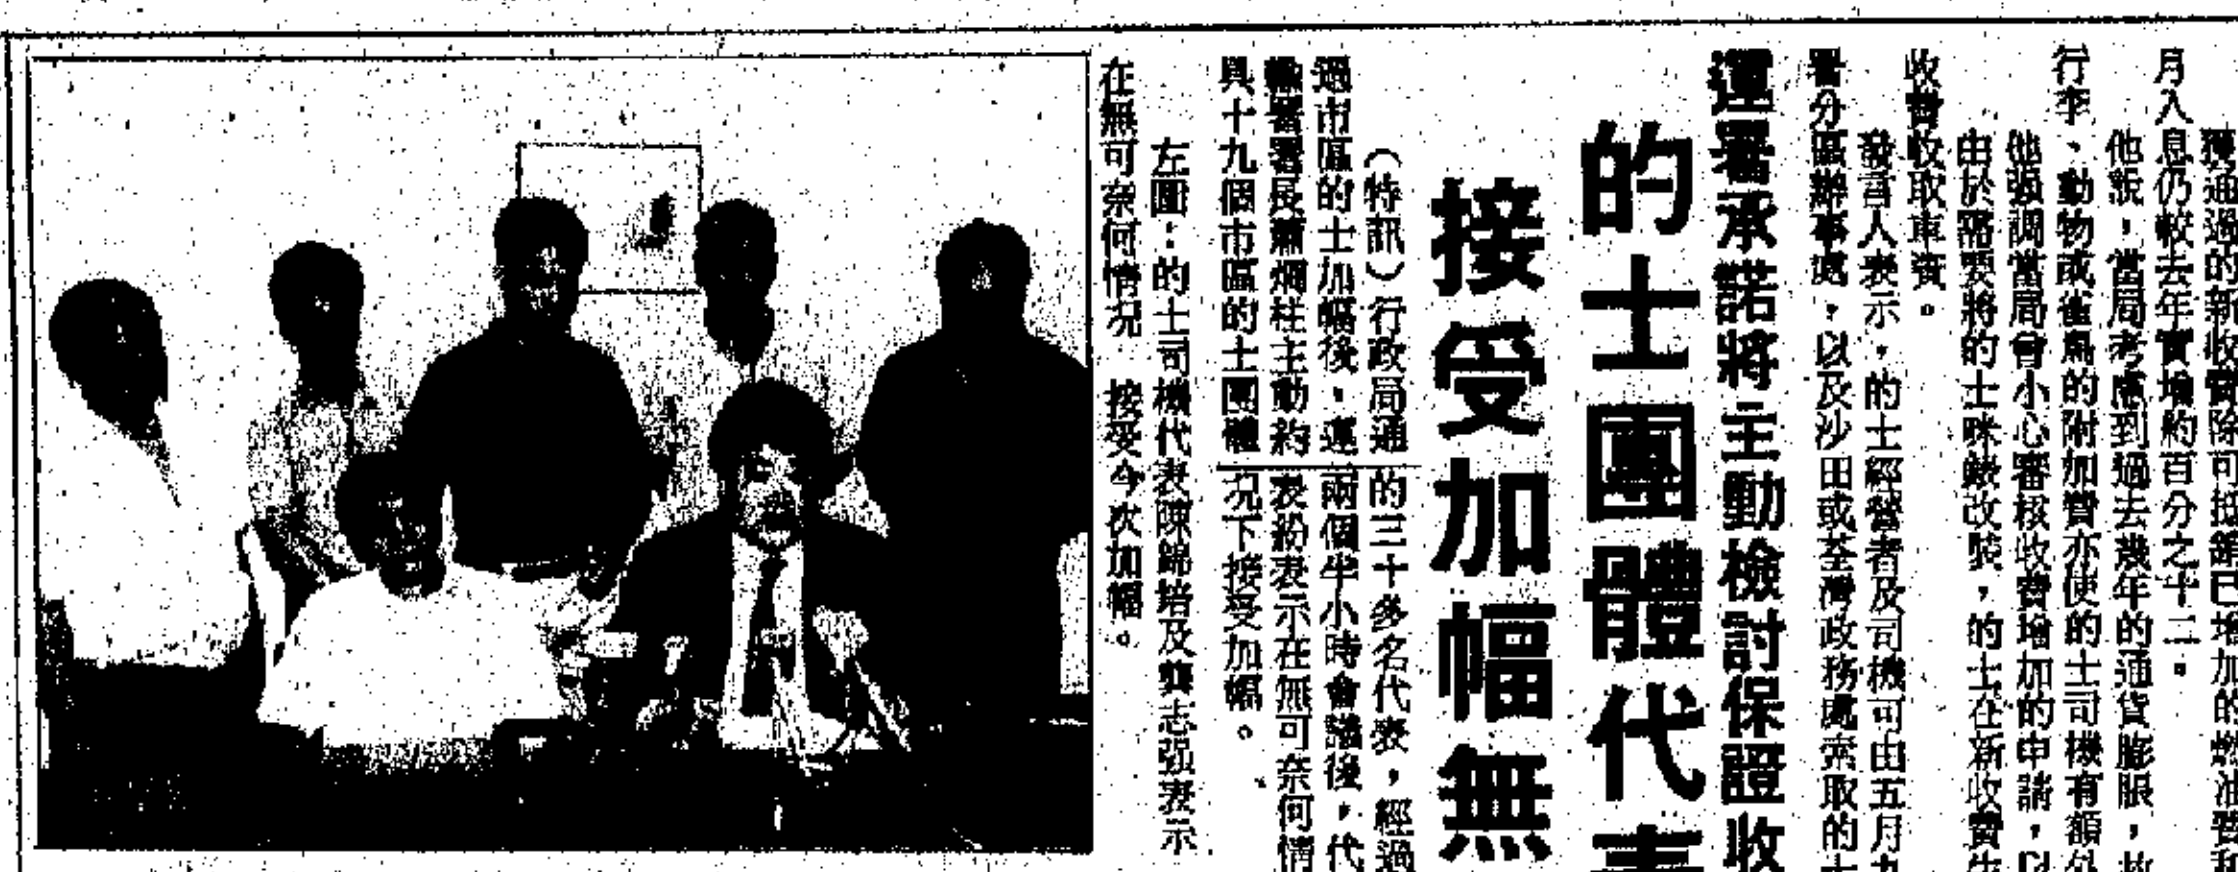 獲通過的新收費除可抵銷已增加的燃油費和
月入息仍較去年實增約百分之十二。
他說，當局考慮到過去幾年的通貨膨脹，故
行李、動物或雀鳥的附加費亦使的士司機有額外
他強調當局會小心審核收費增加的申請，以
由於需要將的士咪錶改裝，的士在新收費生
收費收取車資。
發言人表示，的士經營者及司機可由五月九
署分區辦事處，以及沙田或荃灣政務處索取的士
運署承諾將主動檢討保證收
的士團體代表
接受加幅無
（特訊）行政局通
過市區的士加幅後，運
輸署署長蕭炯柱主動約
與十九個市區的士團體
的三十多名代表，經過
兩個半小時會議後，代
表紛表示在無可奈何情
況下接受加幅。
左圖：的士司機代表陳錦培及龔志强表示
在無可奈何情况　接受今次加幅。